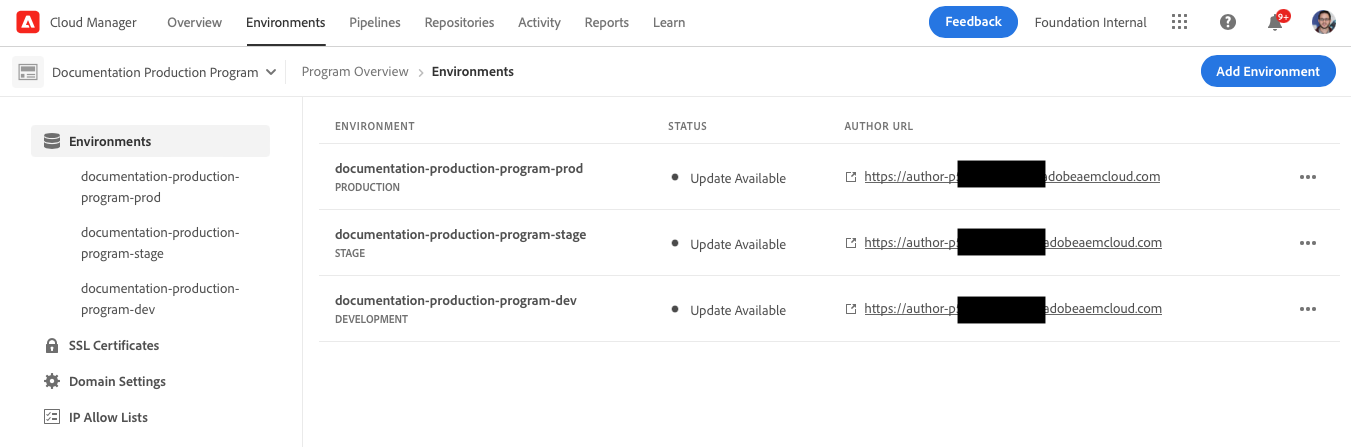 Cloud Manager Overview Environments Pipelines Repositories Activity Reports Learn Feedback Foundation Internal 9+
Documentation Production Program Program Overview > Environments Add Environment
Environments
documentation-production-
program-prod
documentation-production-
program-stage
documentation-production-
program-dev
SSL Certificates
Domain Settings
IP Allow Lists
ENVIRONMENT STATUS AUTHOR URL
documentation-production-program-prod
PRODUCTION
Update Available
https://author-p5 adobeaemcloud.com
documentation-production-program-stage
STAGE
Update Available
https://author-p5 adobeaemcloud.com
documentation-production-program-dev
DEVELOPMENT
Update Available
https://author-p5 adobeaemcloud.com